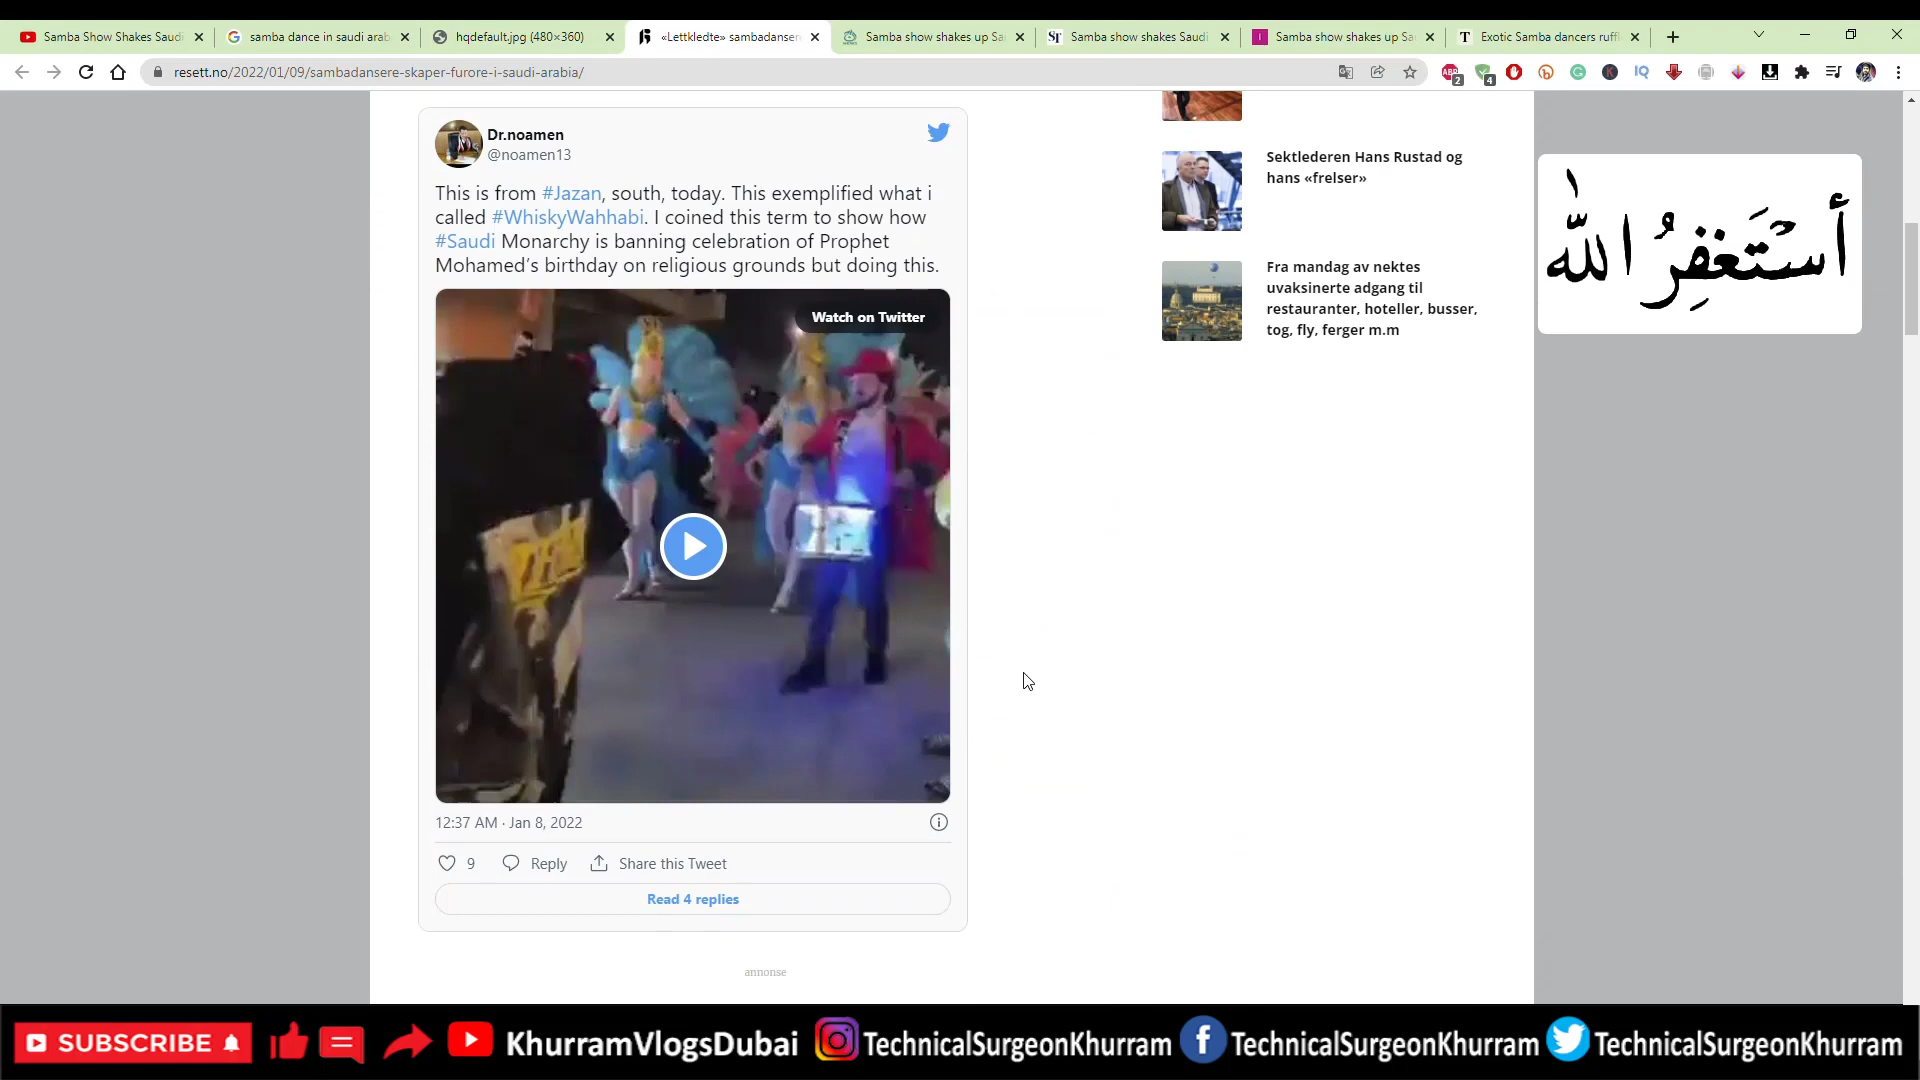 Samba Show Shakes Saudi
samba dance in saudi arab
hqdefault.jpg (480×360)
«Lettkledte» sambadanser
Samba show shakes up Sa
Samba show shakes Saudi
Samba show shakes up Sa
Exotic Samba dancers ruffl
resett.no/2022/01/09/sambadansere-skaper-furore-i-saudi-arabia/
Dr.noamen
@noamen13
This is from #Jazan, south, today. This exemplified what i
called #WhiskyWahhabi. I coined this term to show how
#Saudi Monarchy is banning celebration of Prophet
Mohamed’s birthday on religious grounds but doing this.
Watch on Twitter
12:37 AM · Jan 8, 2022
9
Reply
Share this Tweet
Read 4 replies
annonse
Sektlederen Hans Rustad og
hans «frelser»
Fra mandag av nektes
uvaksinerte adgang til
restauranter, hoteller, busser,
tog, fly, ferger m.m
أَسْتَغْفِرُ اللّٰه
SUBSCRIBE
KhurramVlogsDubai
TechnicalSurgeonKhurram
TechnicalSurgeonKhurram
TechnicalSurgeonKhurram